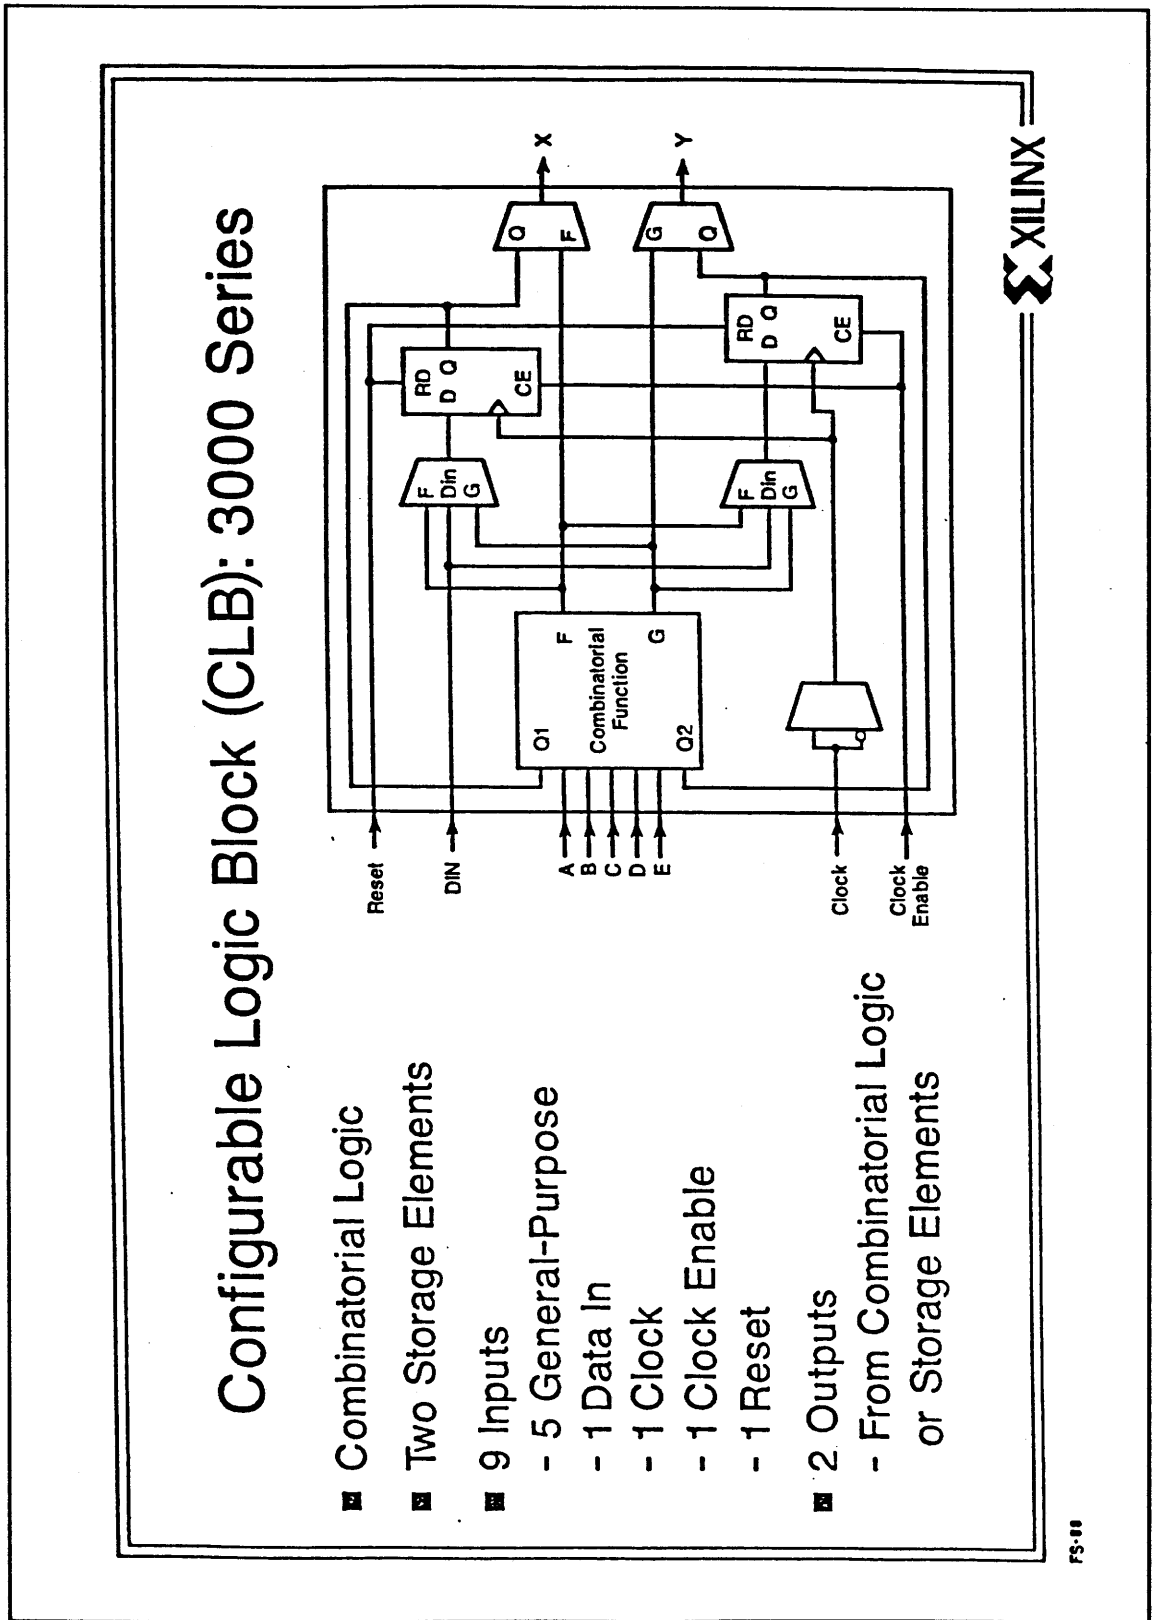 Configurable Logic Block (CLB): 3000 Series
Combinatorial Logic
Two Storage Elements
9 Inputs
- 5 General-Purpose
- 1 Data In
- 1 Clock
- 1 Clock Enable
- 1 Reset
2 Outputs
- From Combinatorial Logic
or Storage Elements
Reset
DIN
A
B
C
D
E
Clock
Clock
Enable
Q1
Combinatorial
Function
Q2
F
G
F
Din
G
RD
D Q
CE
F
Din
G
RD
D Q
CE
Q
F
G
Q
X
Y
XILINX